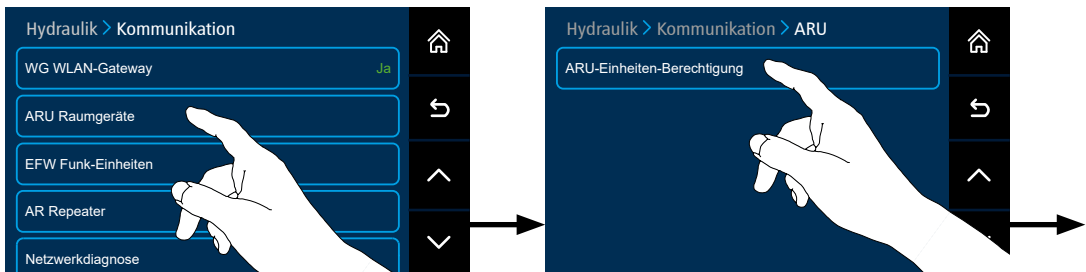 Hydraulik > Kommunikation
WG WLAN-Gateway Ja
ARU Raumgeräte
EFW Funk-Einheiten
AR Repeater
Netzwerkdiagnose
Hydraulik > Kommunikation > ARU
ARU-Einheiten-Berechtigung